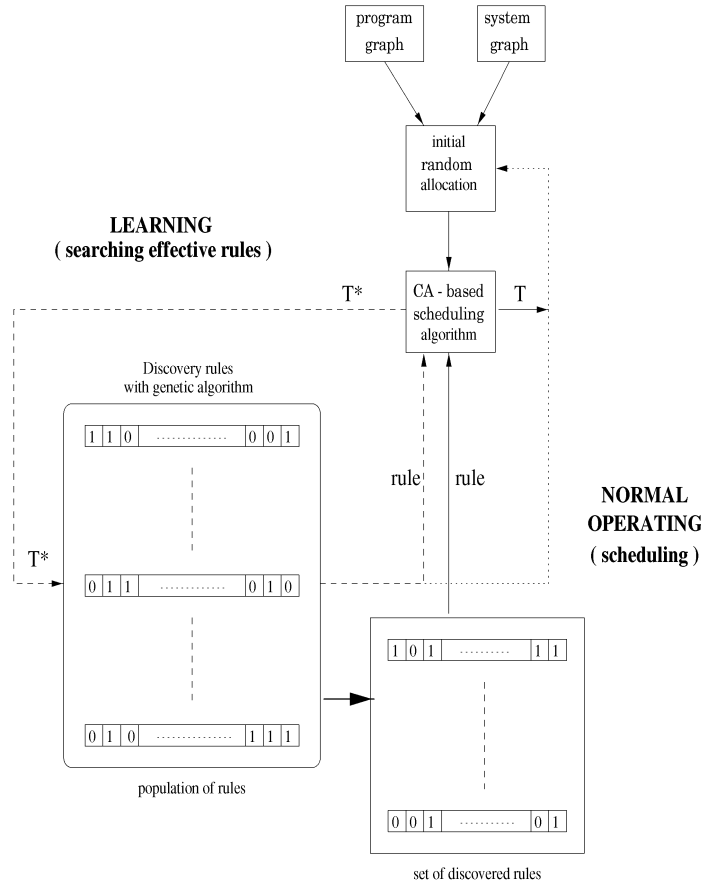 program
graph
system
graph
initial
random
allocation
LEARNING
( searching effective rules )
T*
CA - based
scheduling
algorithm
T
Discovery rules
with genetic algorithm
1 1 0 .............. 0 0 1
rule
rule
NORMAL
OPERATING
( scheduling )
T*
0 1 1 .............. 0 1 0
1 0 1 .......... 1 1
0 1 0 ................ 1 1 1
population of rules
0 0 1 ........... 0 1
set of discovered rules